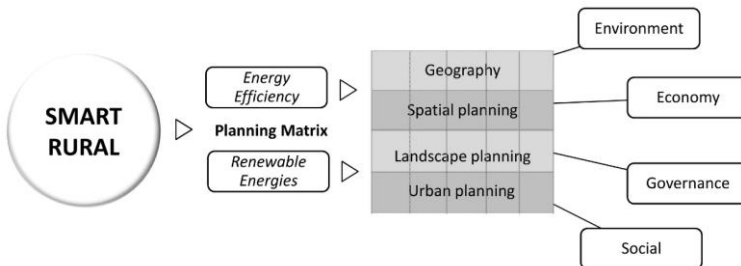 SMART
RURAL
Energy
Efficiency
Planning Matrix
Renewable
Energies
Geography
Spatial planning
Landscape planning
Urban planning
Environment
Economy
Governance
Social